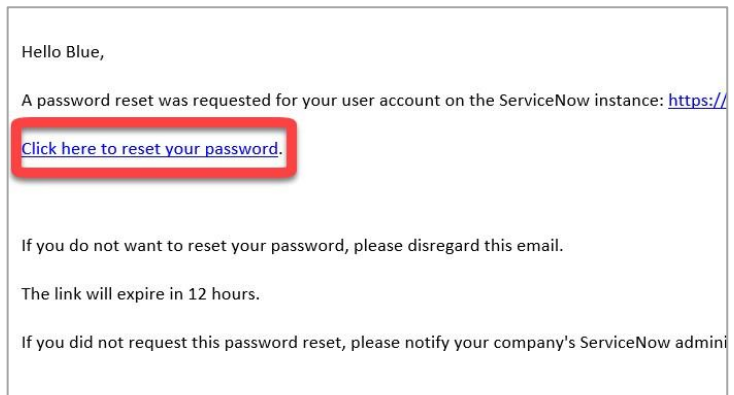 Hello Blue,
A password reset was requested for your user account on the ServiceNow instance: https://
Click here to reset your password.
If you do not want to reset your password, please disregard this email.
The link will expire in 12 hours.
If you did not request this password reset, please notify your company's ServiceNow admini